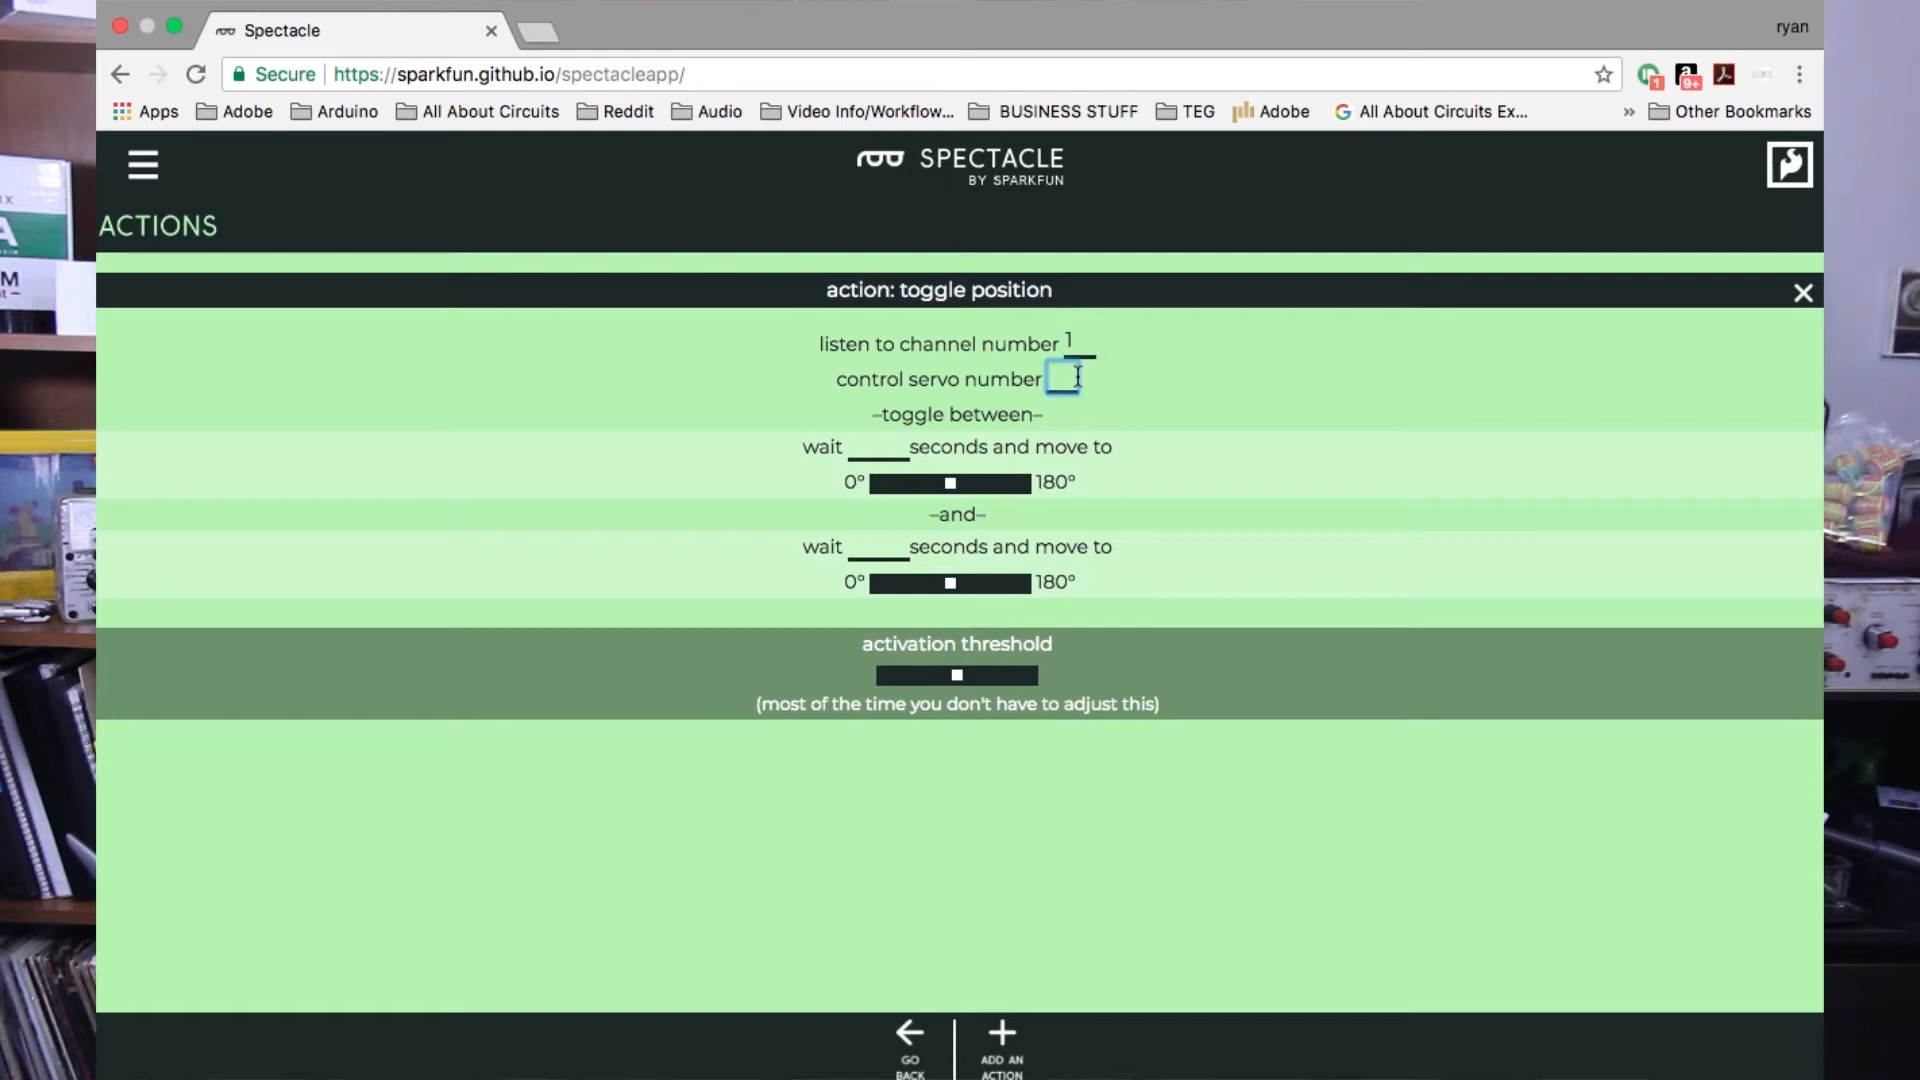 Spectacle
ryan
Secure https://sparkfun.github.io/spectacleapp/
1
a
9+
Apps Adobe Arduino All About Circuits Reddit Audio Video Info/Workflow... BUSINESS STUFF TEG Adobe All About Circuits Ex... » Other Bookmarks
SPECTACLE
BY SPARKFUN
ACTIONS
action: toggle position
listen to channel number 1
control servo number
–toggle between–
wait seconds and move to
0° 180°
–and–
wait seconds and move to
0° 180°
activation threshold
(most of the time you don't have to adjust this)
GO
BACK
ADD AN
ACTION